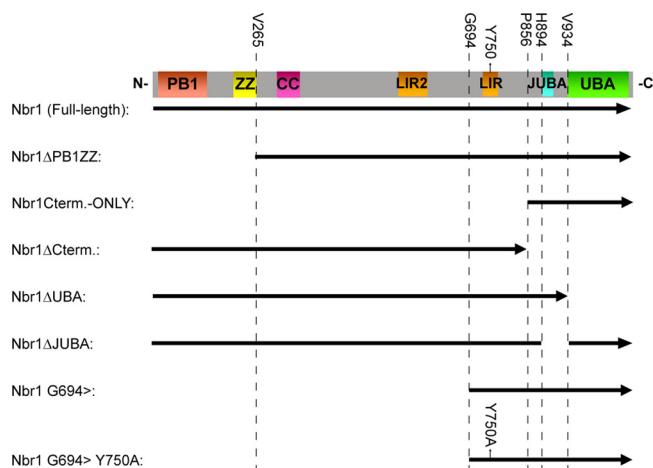 V265
G694
Y750
P856
H894
V934
N- PB1 ZZ CC LIR2 LIR JUBA UBA -C
Nbr1 (Full-length):
Nbr1ΔPB1ZZ:
Nbr1Cterm.-ONLY:
Nbr1ΔCterm.:
Nbr1ΔUBA:
Nbr1ΔJUBA:
Nbr1 G694>:
Y750A
Nbr1 G694> Y750A: